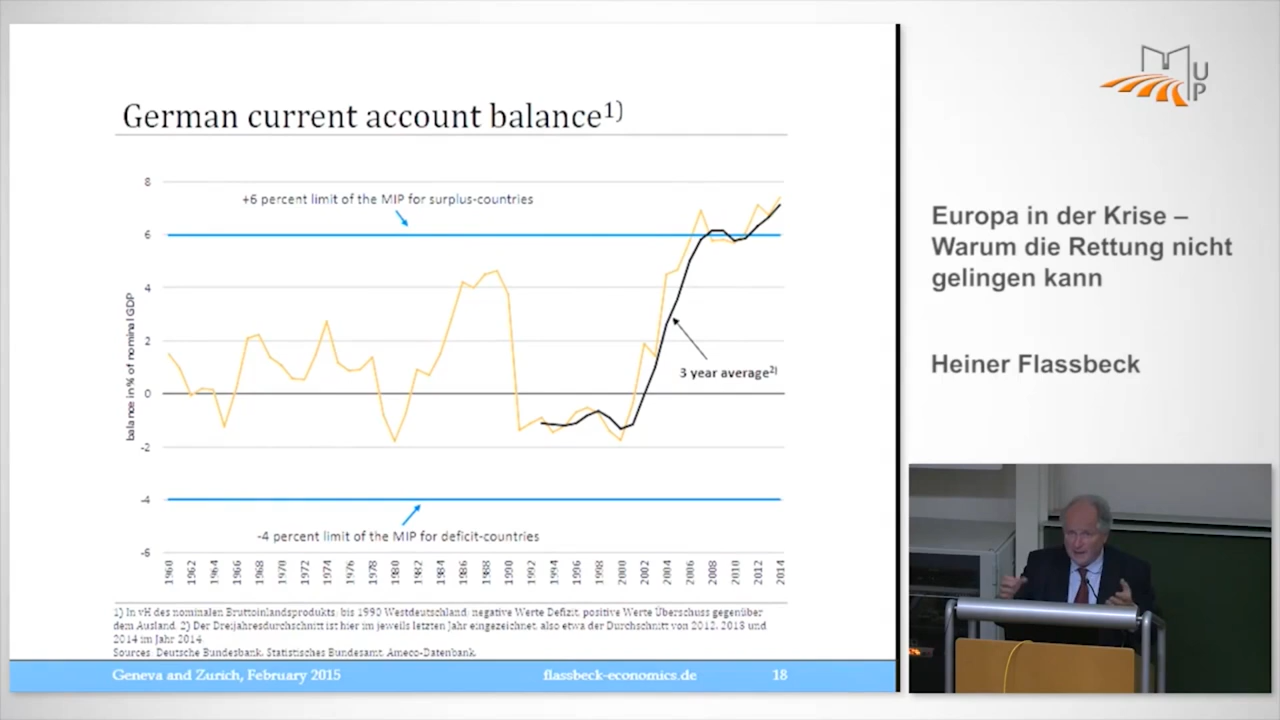 German current account balance1)
8
+6 percent limit of the MIP for surplus-countries
6
4
2
3 year average2)
0
-2
-4
-4 percent limit of the MIP for deficit-countries
-6
balance in % of nominal GDP
1960 1962 1964 1966 1968 1970 1972 1974 1976 1978 1980 1982 1984 1986 1988 1990 1992 1994 1996 1998 2000 2002 2004 2006 2008 2010 2012 2014
1) In vH des nominalen Bruttoinlandsprodukts; bis 1990 Westdeutschland; negative Werte Defizit, positive Werte Überschuss gegenüber
dem Ausland. 2) Der Dreijahresdurchschnitt ist hier im jeweils letzten Jahr eingezeichnet, also etwa der Durchschnitt von 2012, 2013 und
2014 im Jahr 2014.
Sources: Deutsche Bundesbank, Statistisches Bundesamt, Ameco-Datenbank.
Geneva and Zurich, February 2015 flassbeck-economics.de 18
MUP
Europa in der Krise –
Warum die Rettung nicht
gelingen kann
Heiner Flassbeck